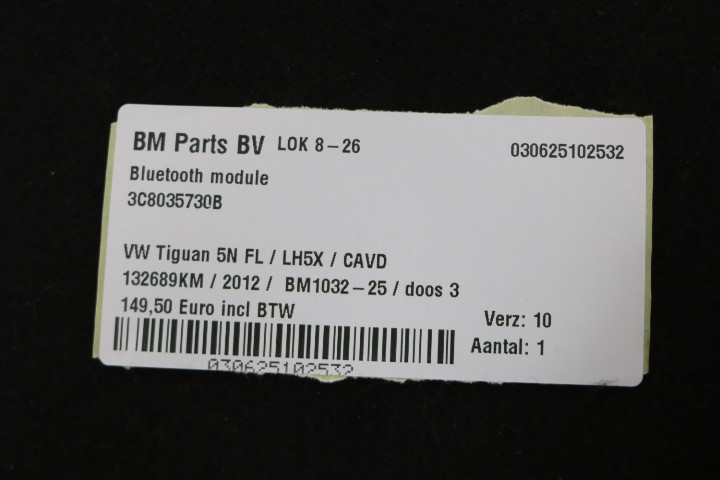 BM Parts BV LOK 8-26 030625102532
Bluetooth module
3C8035730B
VW Tiguan 5N FL / LH5X / CAVD
132689KM / 2012 / BM1032-25 / doos 3
149,50 Euro incl BTW
Verz: 10
Aantal: 1
030625102532